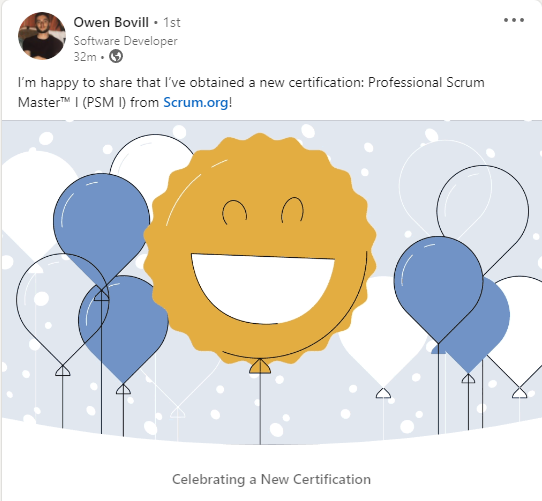 Owen Bovill • 1st
Software Developer
32m •
I'm happy to share that I've obtained a new certification: Professional Scrum
Master™ I (PSM I) from Scrum.org!
Celebrating a New Certification